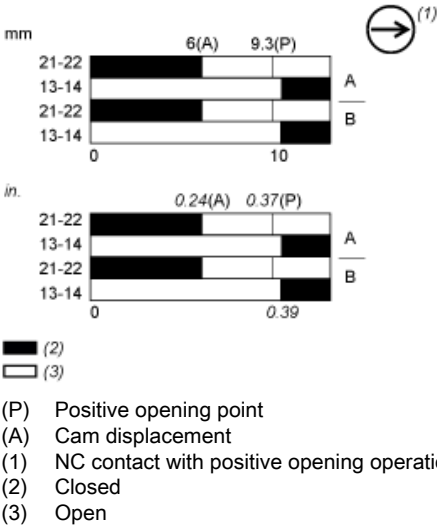 (1)
mm
6(A) 9.3(P)
21-22
13-14 A
21-22 B
13-14
0 10
in.
0.24(A) 0.37(P)
21-22
13-14 A
21-22 B
13-14
0 0.39
(2)
(3)
(P) Positive opening point
(A) Cam displacement
(1) NC contact with positive opening operati
(2) Closed
(3) Open